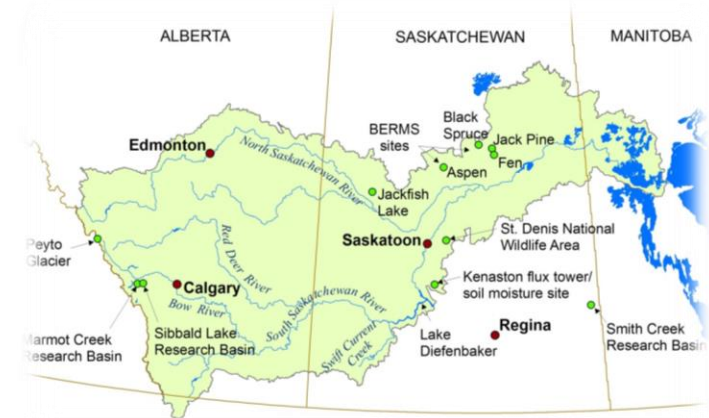 ALBERTA
SASKATCHEWAN
MANITOBA
Edmonton
North Saskatchewan River
BERMS
sites
Black
Spruce
Jack Pine
Fen
Aspen
Jackfish
Lake
Peyto
Glacier
Red Deer River
Saskatoon
St. Denis National
Wildlife Area
Calgary
Bow River
South Saskatchewan River
Kenaston flux tower/
soil moisture site
Marmot Creek
Research Basin
Sibbald Lake
Research Basin
Swift Current
Creek
Lake
Diefenbaker
Regina
Smith Creek
Research Basin